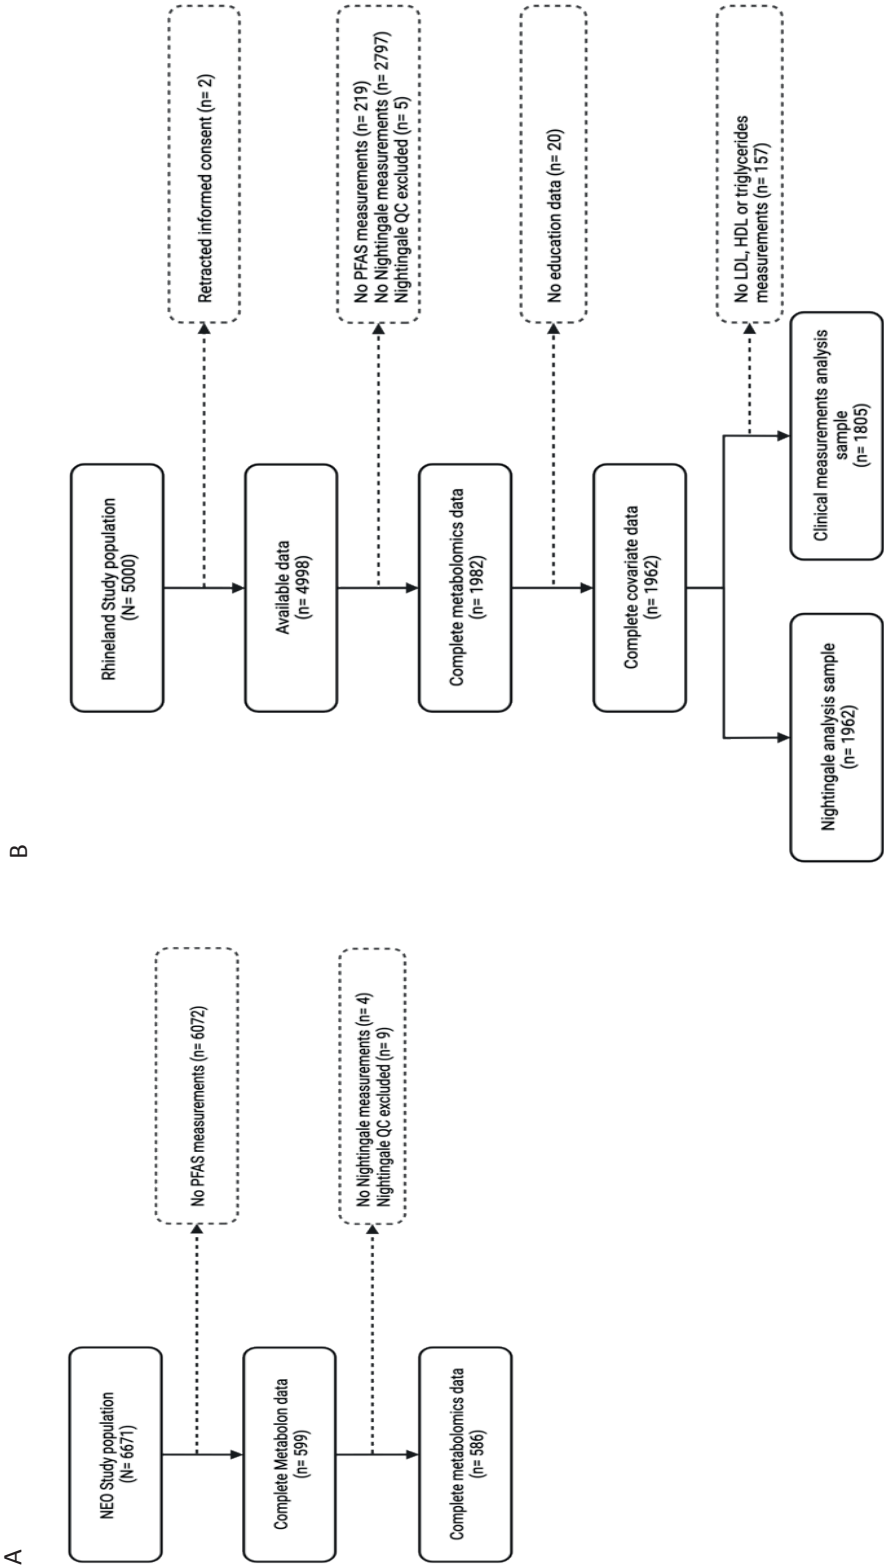 A
NEO Study population
(N= 6671)
No PFAS measurements (n= 6072)
Complete Metabolon data
(n= 599)
No Nightingale measurements (n= 4)
Nightingale QC excluded (n= 9)
Complete metabolomics data
(n= 586)
B
Rhineland Study population
(N= 5000)
Retracted informed consent (n= 2)
Available data
(n= 4998)
No PFAS measurements (n= 219)
No Nightingale measurements (n= 2797)
Nightingale QC excluded (n= 5)
Complete metabolomics data
(n= 1982)
No education data (n= 20)
Complete covariate data
(n= 1962)
No LDL, HDL or triglycerides
measurements (n= 157)
Nightingale analysis sample
(n= 1962)
Clinical measurements analysis
sample
(n= 1805)